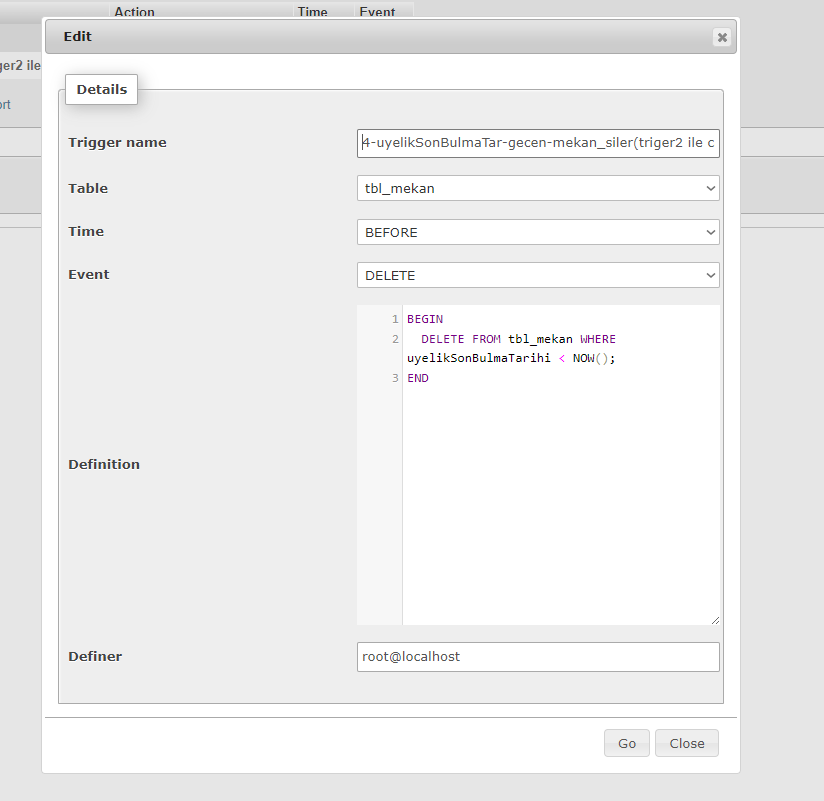 Action Time Event
Edit
ger2 ile
ort
Details
Trigger name 4-uyelikSonBulmaTar-gecen-mekan_siler(triger2 ile c
Table tbl_mekan
Time BEFORE
Event DELETE
1 BEGIN
2 DELETE FROM tbl_mekan WHERE
uyelikSonBulmaTarihi < NOW();
3 END
Definition
Definer root@localhost
Go Close